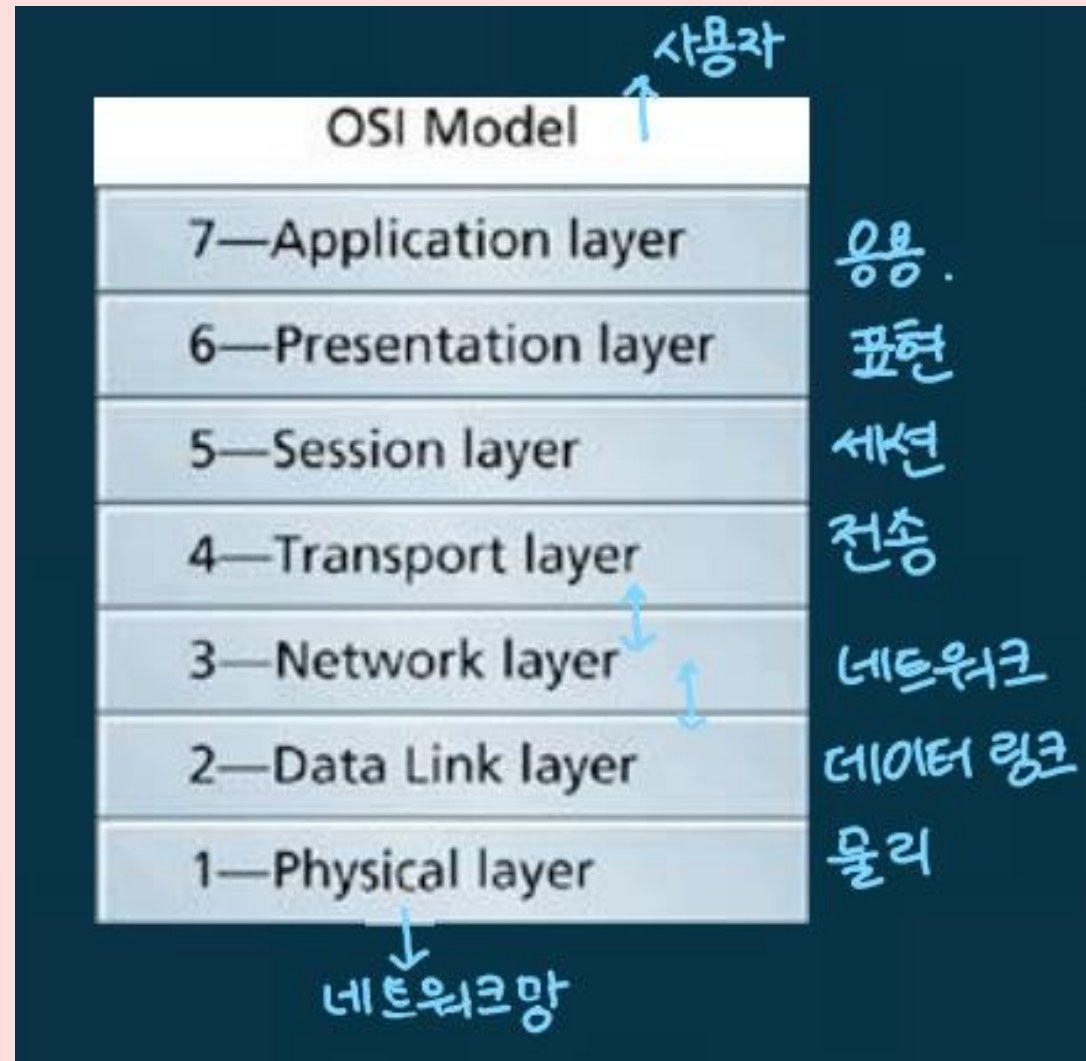 사용자
OSI Model
7—Application layer 응용.
6—Presentation layer 표현
5—Session layer 세션
4—Transport layer 전송
3—Network layer 네트워크
2—Data Link layer 데이터 링크
1—Physical layer 물리
네트워크망